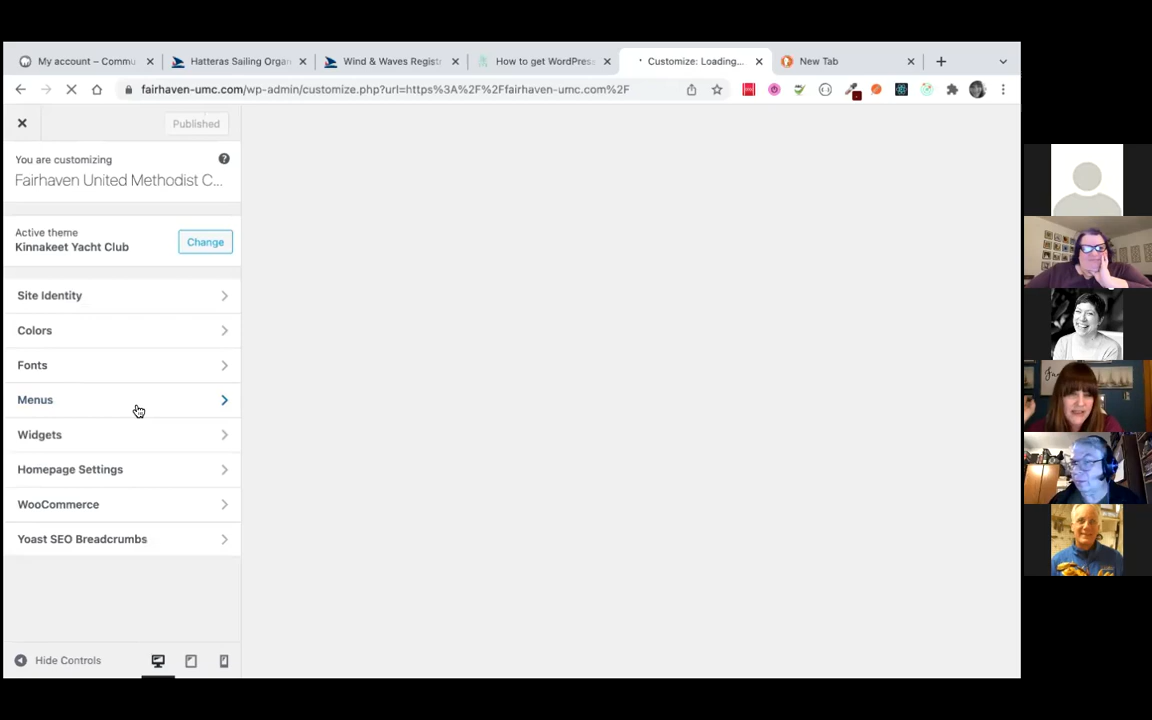 My account – Commu
Hatteras Sailing Organ
Wind & Waves Registr
How to get WordPress
Customize: Loading...
New Tab
fairhaven-umc.com/wp-admin/customize.php?url=https%3A%2F%2Ffairhaven-umc.com%2F
Published
You are customizing
Fairhaven United Methodist C...
Active theme
Kinnakeet Yacht Club
Change
Site Identity
Colors
Fonts
Menus
Widgets
Homepage Settings
WooCommerce
Yoast SEO Breadcrumbs
Hide Controls